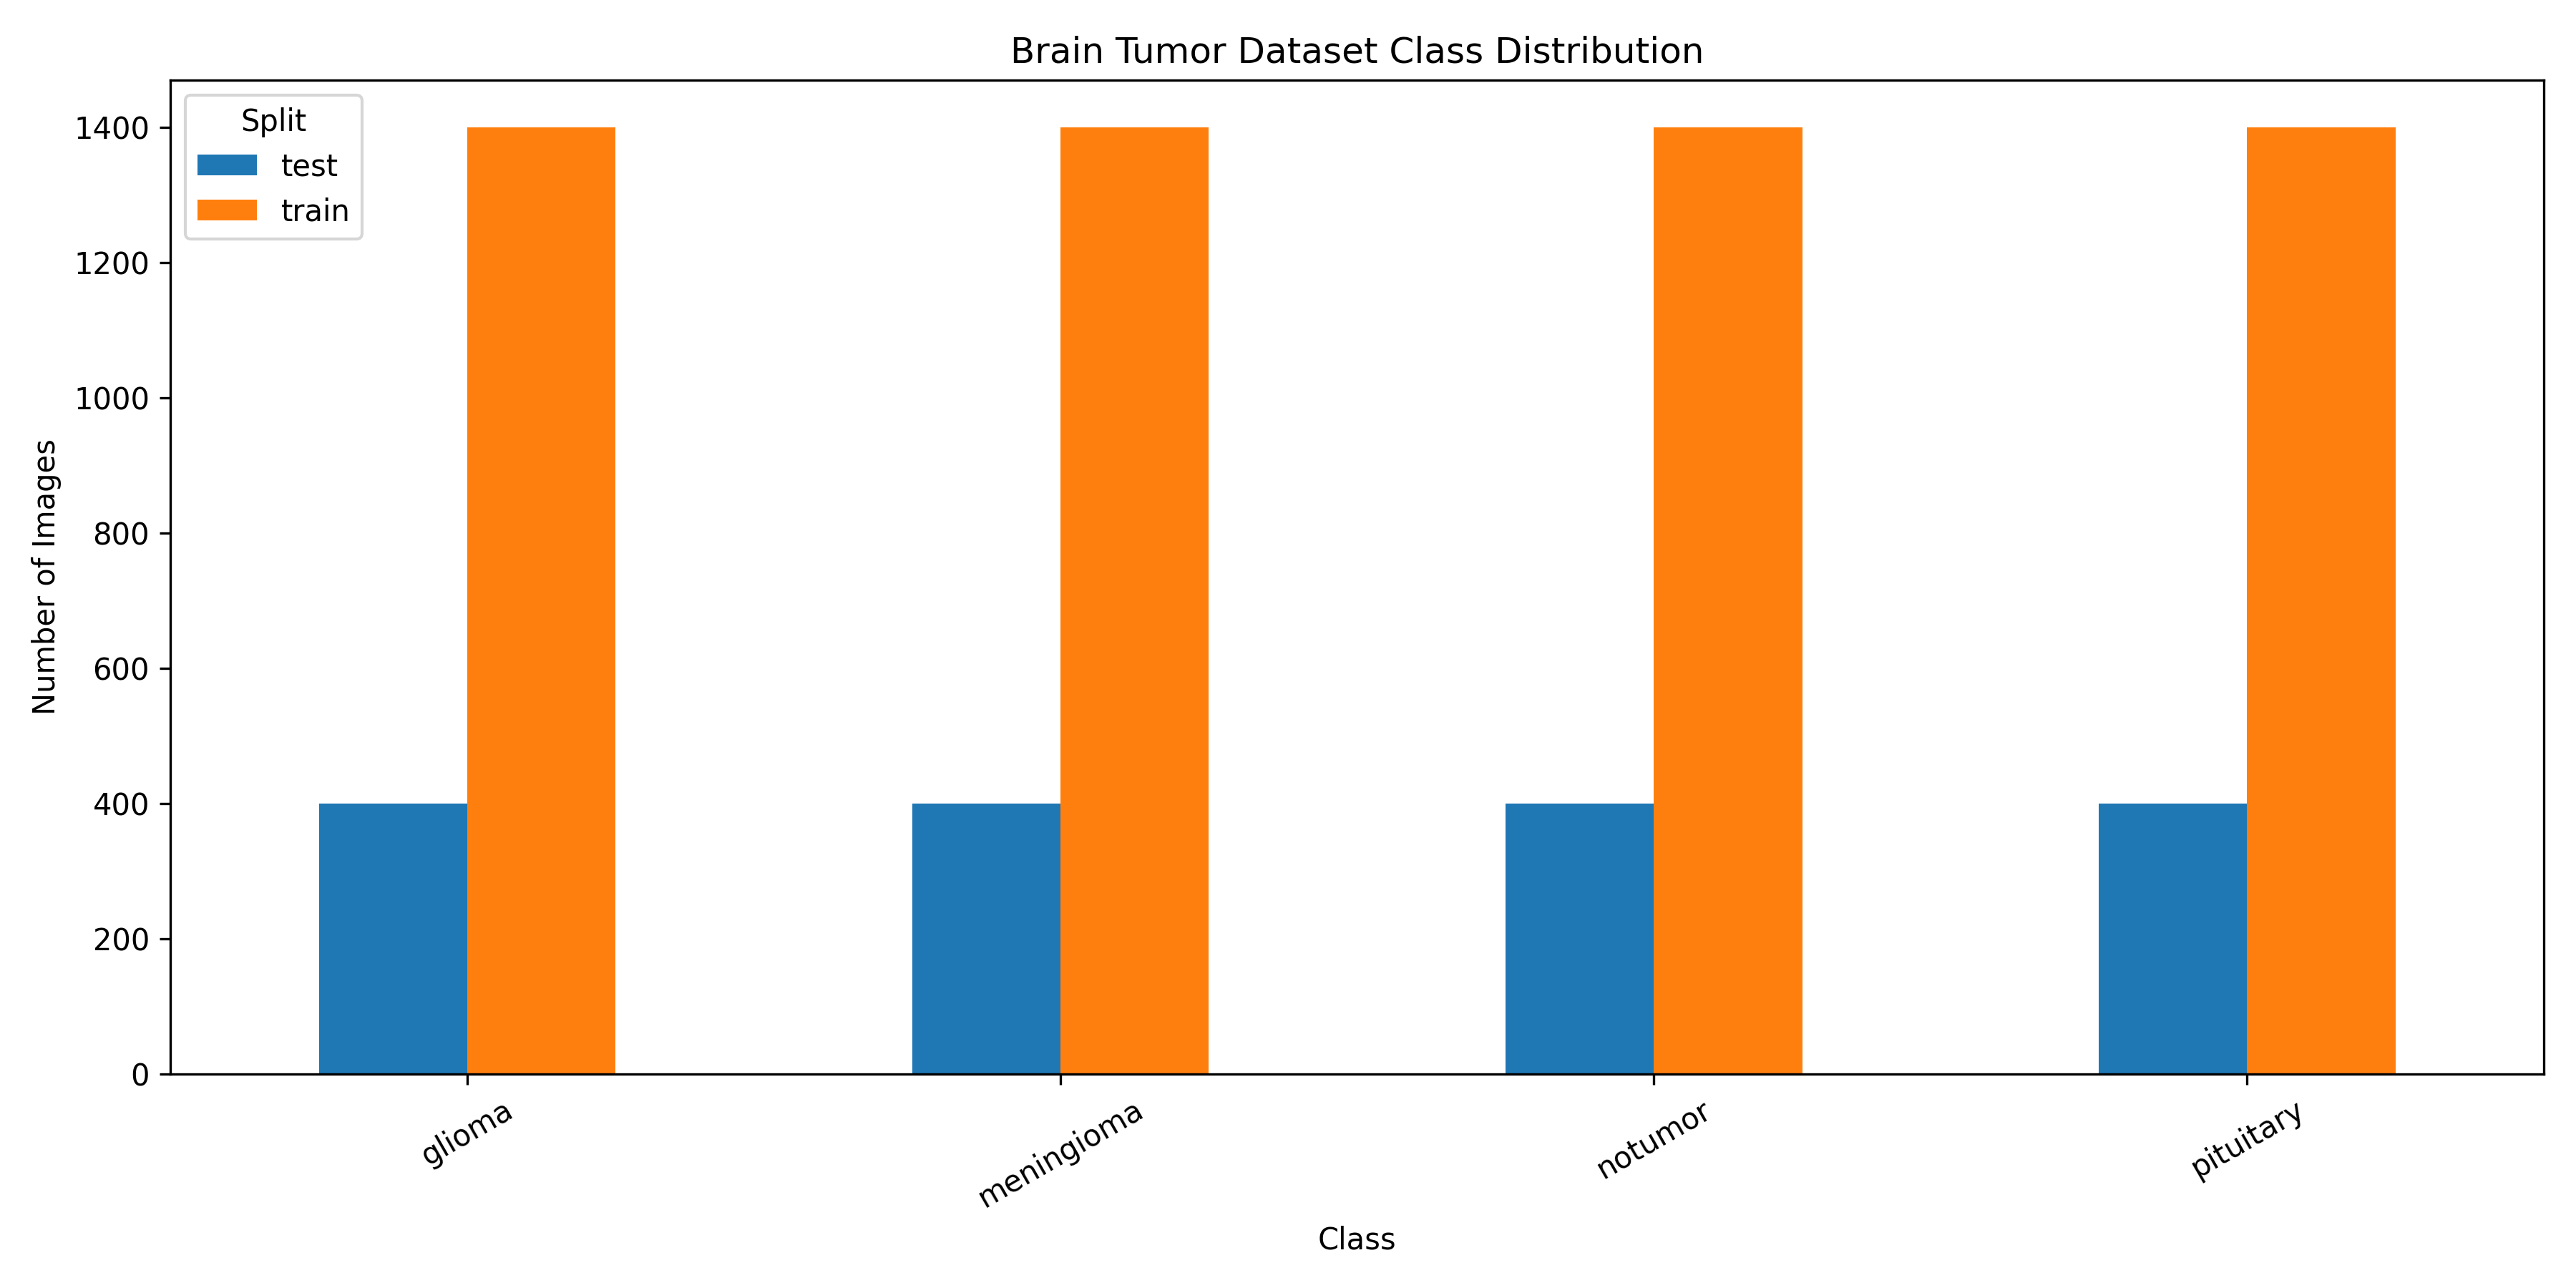 Brain Tumor Dataset Class Distribution
Split
test
train
1400
1200
1000
800
600
400
200
0
Number of Images
glioma
meningioma
notumor
pituitary
Class